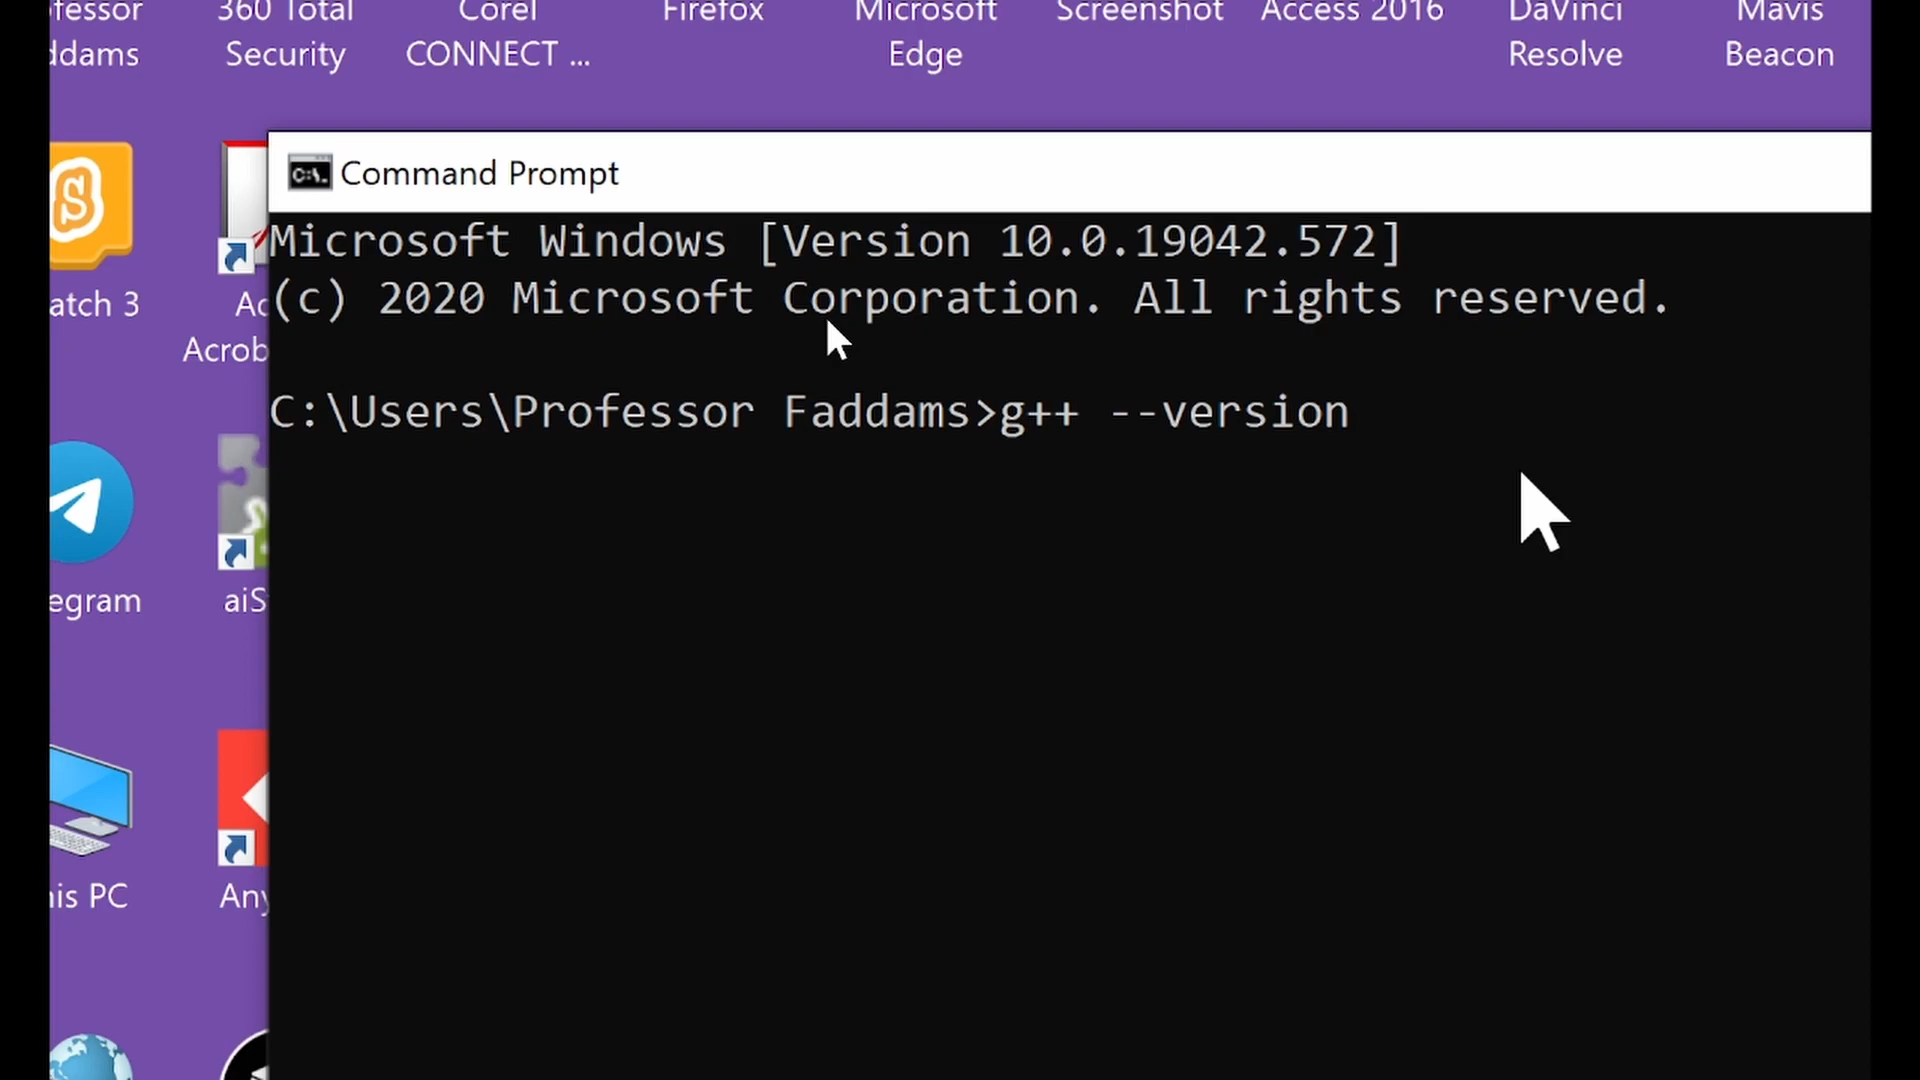 fessor 360 Total Corel Firefox Microsoft Screenshot Access 2016 DaVinci Mavis
ddams Security CONNECT ... Edge Resolve Beacon
C:\. Command Prompt
Microsoft Windows [Version 10.0.19042.572]
(c) 2020 Microsoft Corporation. All rights reserved.
atch 3
Acrob
C:\Users\Professor Faddams>g++ --version
S
egram
aiS
is PC
Any